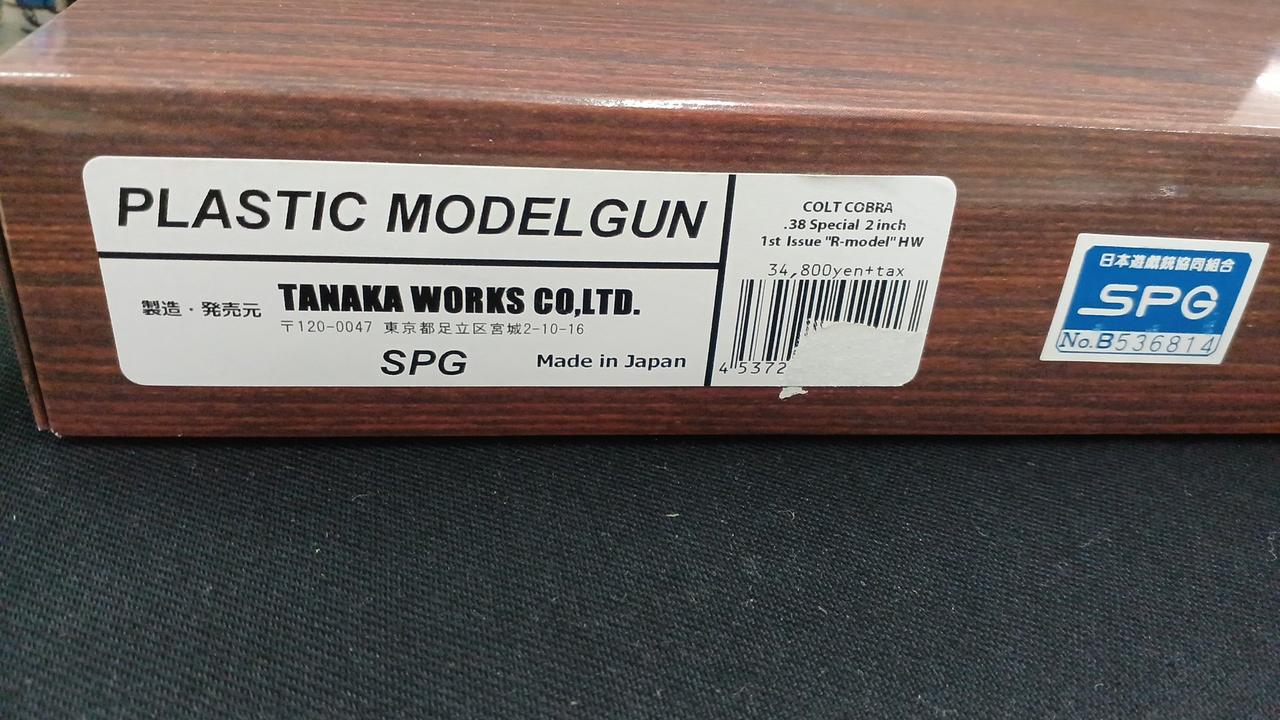 PLASTIC MODELGUN
製造・発売元 TANAKA WORKS CO,LTD.
〒120-0047 東京都足立区宮城2-10-16
SPG Made in Japan
COLT COBRA
.38 Special 2 inch
1st Issue "R-model" HW
34,800yen+tax
4 5372
日本遊戯銃協同組合
SPG
No.B536814